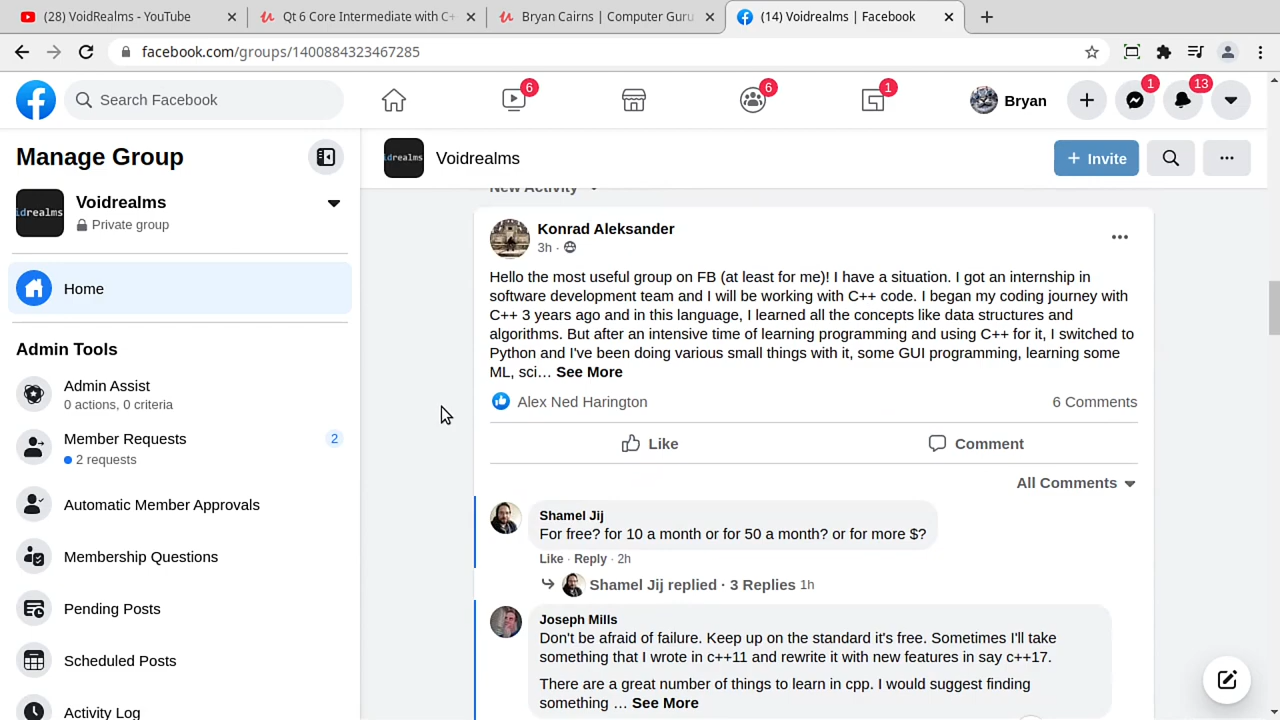 (28) VoidRealms - YouTube
Qt 6 Core Intermediate with C+
Bryan Cairns | Computer Guru
(14) Voidrealms | Facebook
facebook.com/groups/1400884323467285
Search Facebook
6
6
1
Bryan
1
13
Manage Group
Voidrealms
Private group
Home
Admin Tools
Admin Assist
0 actions, 0 criteria
Member Requests
2
2 requests
Automatic Member Approvals
Membership Questions
Pending Posts
Scheduled Posts
Activity Log
idrealms
idrealms
Voidrealms
+ Invite
New Activity
Konrad Aleksander
3h ·
Hello the most useful group on FB (at least for me)! I have a situation. I got an internship in
software development team and I will be working with C++ code. I began my coding journey with
C++ 3 years ago and in this language, I learned all the concepts like data structures and
algorithms. But after an intensive time of learning programming and using C++ for it, I switched to
Python and I've been doing various small things with it, some GUI programming, learning some
ML, sci… See More
Alex Ned Harington
6 Comments
Like
Comment
All Comments
Shamel Jij
For free? for 10 a month or for 50 a month? or for more $?
Like · Reply · 2h
Shamel Jij replied · 3 Replies 1h
Joseph Mills
Don't be afraid of failure. Keep up on the standard it's free. Sometimes I'll take
something that I wrote in c++11 and rewrite it with new features in say c++17.
There are a great number of things to learn in cpp. I would suggest finding
something … See More